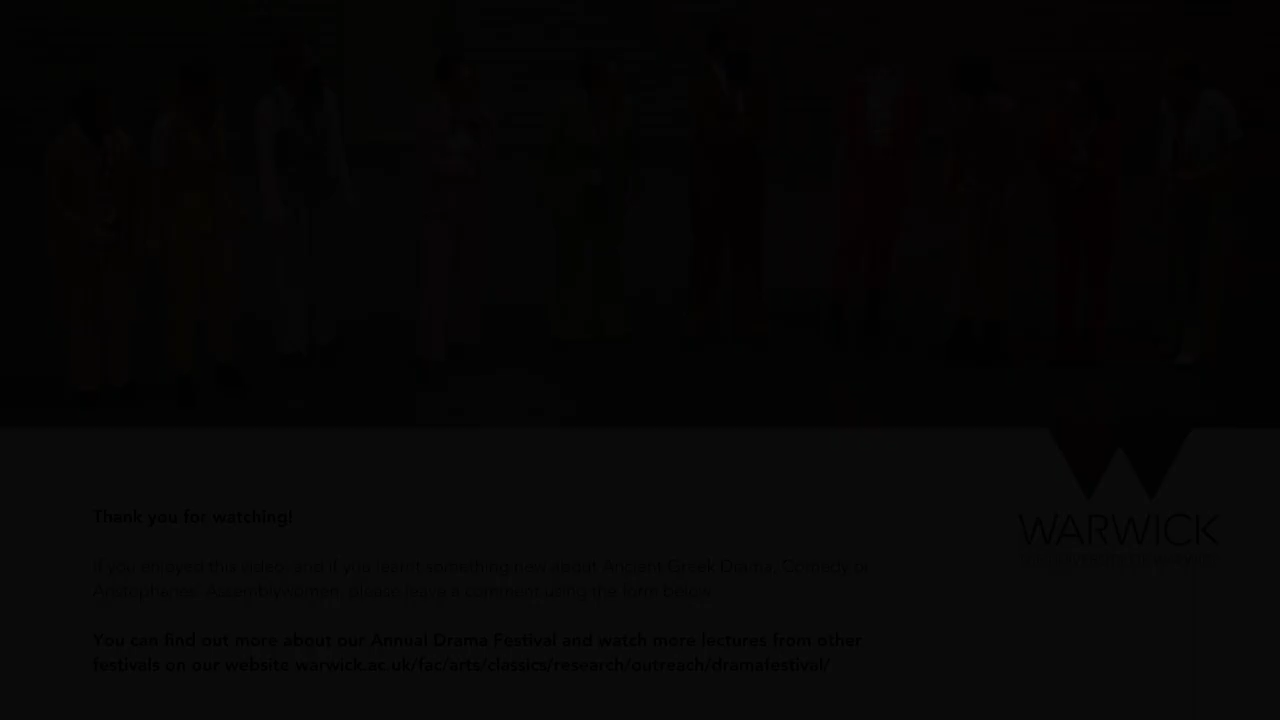 Thank you for watching!
If you enjoyed this video, and if you learnt something new about Ancient Greek Drama, Comedy or
Aristophanes' Assemblywomen, please leave a comment using the form below.
You can find out more about our Annual Drama Festival and watch more lectures from other
festivals on our website warwick.ac.uk/fac/arts/classics/research/outreach/dramafestival/
WARWICK